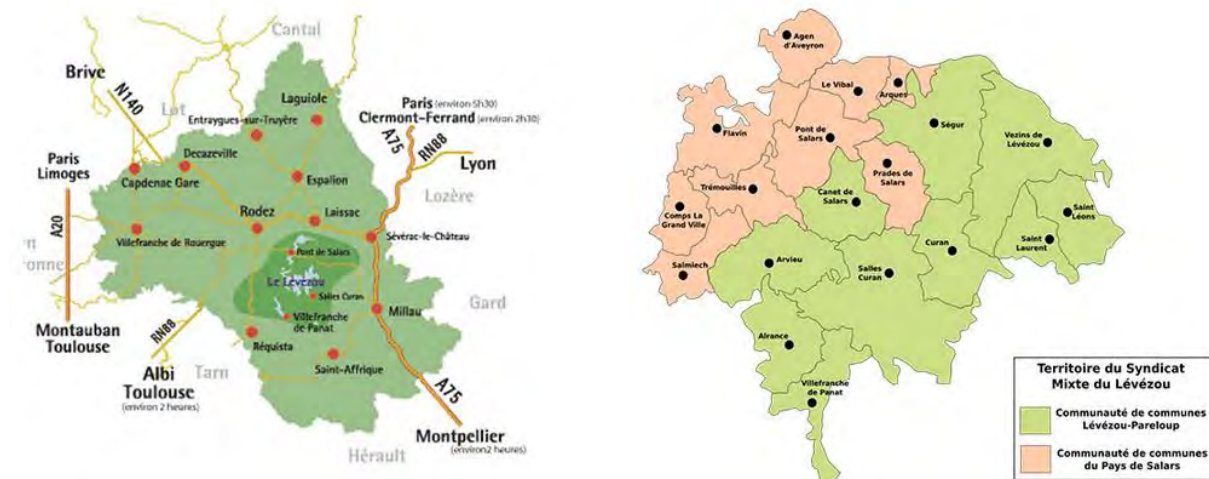 Cantal
Brive
N140
Lot
Laguiole
Entraygues-sur-Truyère
Paris (environ 5h30)
Clermont-Ferrand (environ 2h30)
A75
RN88
Lyon
Paris
Limoges
Decazeville
Capdenac Gare
Espalion
Lozère
A20
Rodez
Laissac
Villefranche de Rouergue
Sévérac-le-Château
Pont de Salars
Le Lévézou
Salles Curan
Gard
Villefranche
de Panat
Millau
Montauban
Toulouse
RN88
Réquista
Tarn
Saint-Affrique
Albi
Toulouse
(environ 2 heures)
A75
Montpellier
(environ2 heures)
Hérault
Agen
d'Aveyron
Le Vibal
Arques
Flavin
Pont de
Salars
Ségur
Vezins de
Lévézou
Prades de
Salars
Trémouilles
Canet de
Salars
Comps La
Grand Ville
Saint
Léons
Saint
Laurent
Curan
Salmiech
Arvieu
Salles
Curan
Alrance
Villefranche
de Panat
Territoire du Syndicat
Mixte du Lévézou
Communauté de communes
Lévézou-Pareloup
Communauté de communes
du Pays de Salars